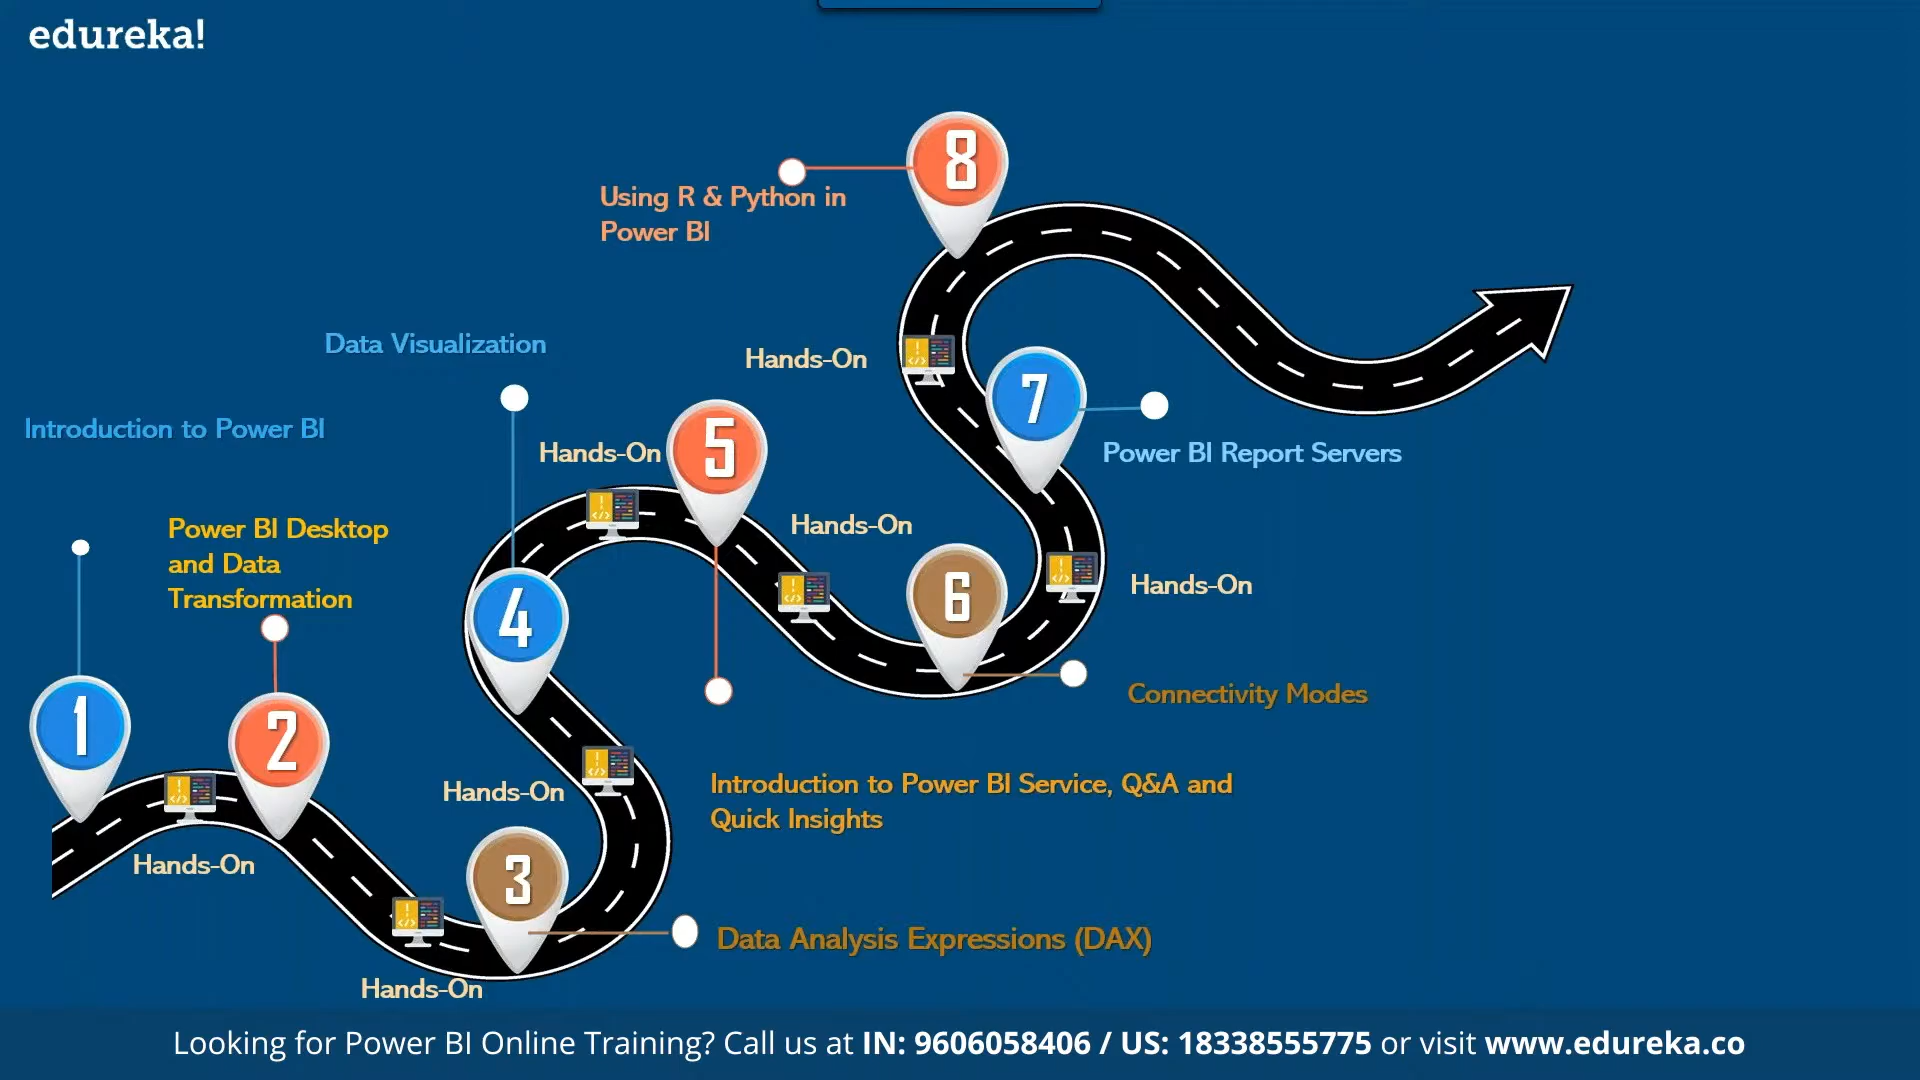 edureka!
8
Using R & Python in
Power BI
Data Visualization
Hands-On
7
Introduction to Power BI
Hands-On
5
Power BI Report Servers
Power BI Desktop
and Data
Transformation
Hands-On
4
6
Hands-On
1
2
Connectivity Modes
Hands-On
Introduction to Power BI Service, Q&A and
Quick Insights
Hands-On
3
Data Analysis Expressions (DAX)
Hands-On
Looking for Power BI Online Training? Call us at IN: 9606058406 / US: 18338555775 or visit www.edureka.co